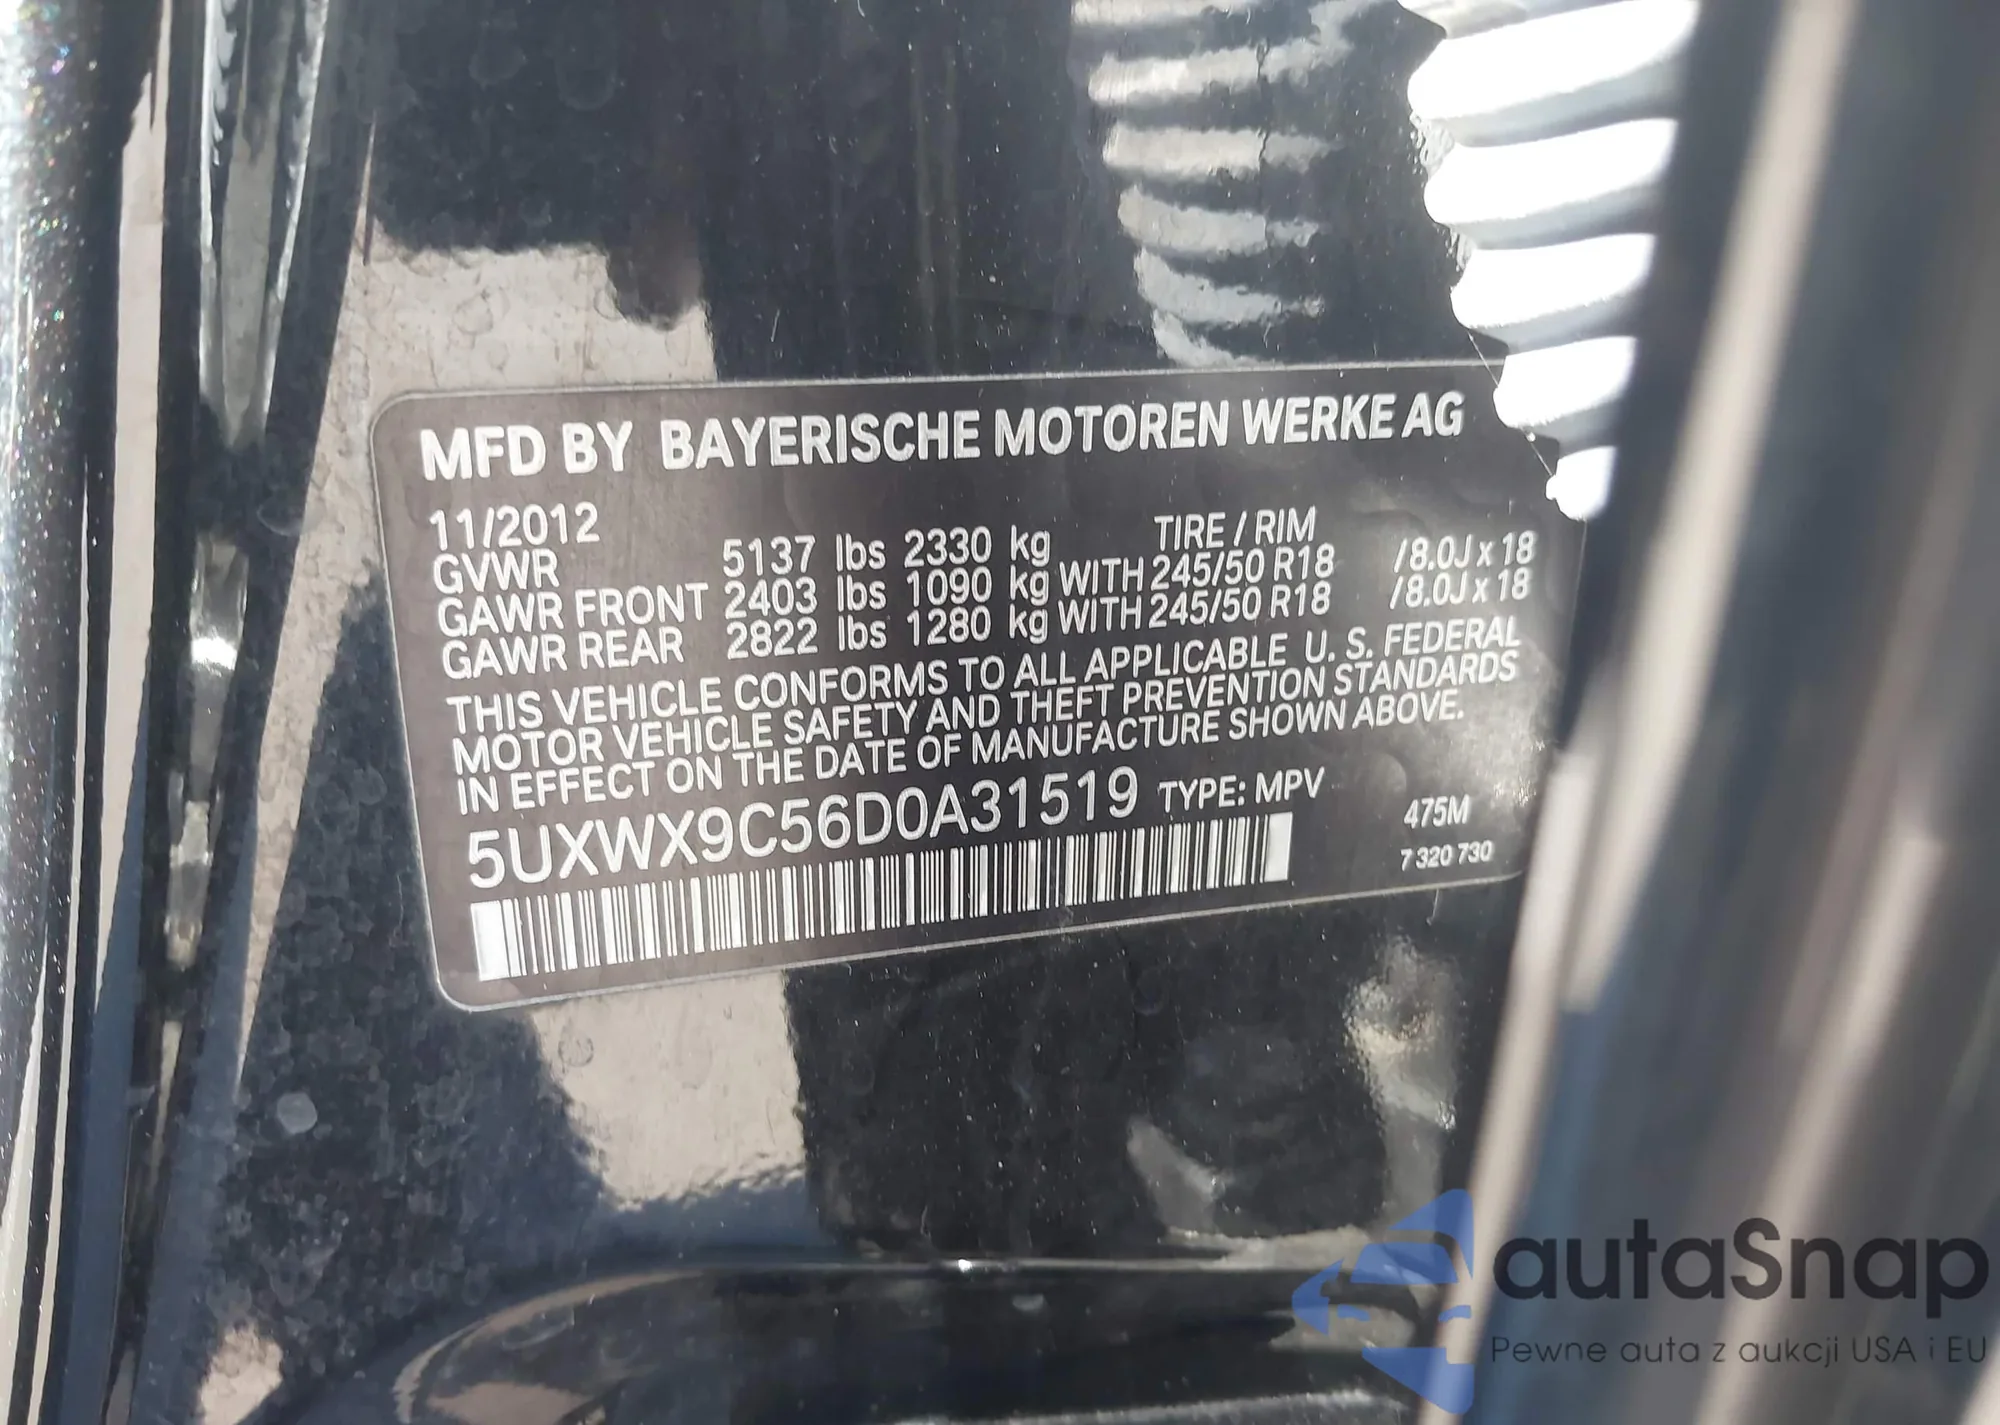 MFD BY BAYERISCHE MOTOREN WERKE AG
11/2012 TIRE / RIM
GVWR 5137 lbs 2330 kg
GAWR FRONT 2403 lbs 1090 kg WITH 245/50 R18 /8.0J x 18
GAWR REAR 2822 lbs 1280 kg WITH 245/50 R18 /8.0J x 18
THIS VEHICLE CONFORMS TO ALL APPLICABLE U. S. FEDERAL
MOTOR VEHICLE SAFETY AND THEFT PREVENTION STANDARDS
IN EFFECT ON THE DATE OF MANUFACTURE SHOWN ABOVE.
5UXWX9C56D0A31519 TYPE: MPV
475M
7 320 730
autaSnap
Pewne auta z aukcji USA i EU